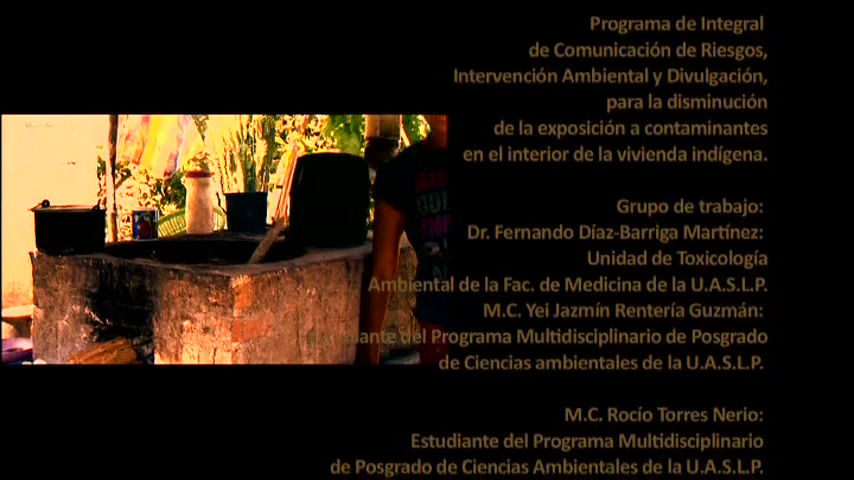 Programa de Integral
de Comunicación de Riesgos,
Intervención Ambiental y Divulgación,
para la disminución
de la exposición a contaminantes
en el interior de la vivienda indígena.
Grupo de trabajo:
Dr. Fernando Díaz-Barriga Martínez:
Unidad de Toxicología
Ambiental de la Fac. de Medicina de la U.A.S.L.P.
M.C. Yei Jazmín Rentería Guzmán:
del Programa Multidisciplinario de Posgrado
de Ciencias ambientales de la U.A.S.L.P.
M.C. Rocío Torres Nerio:
Estudiante del Programa Multidisciplinario
de Posgrado de Ciencias Ambientales de la U.A.S.L.P.